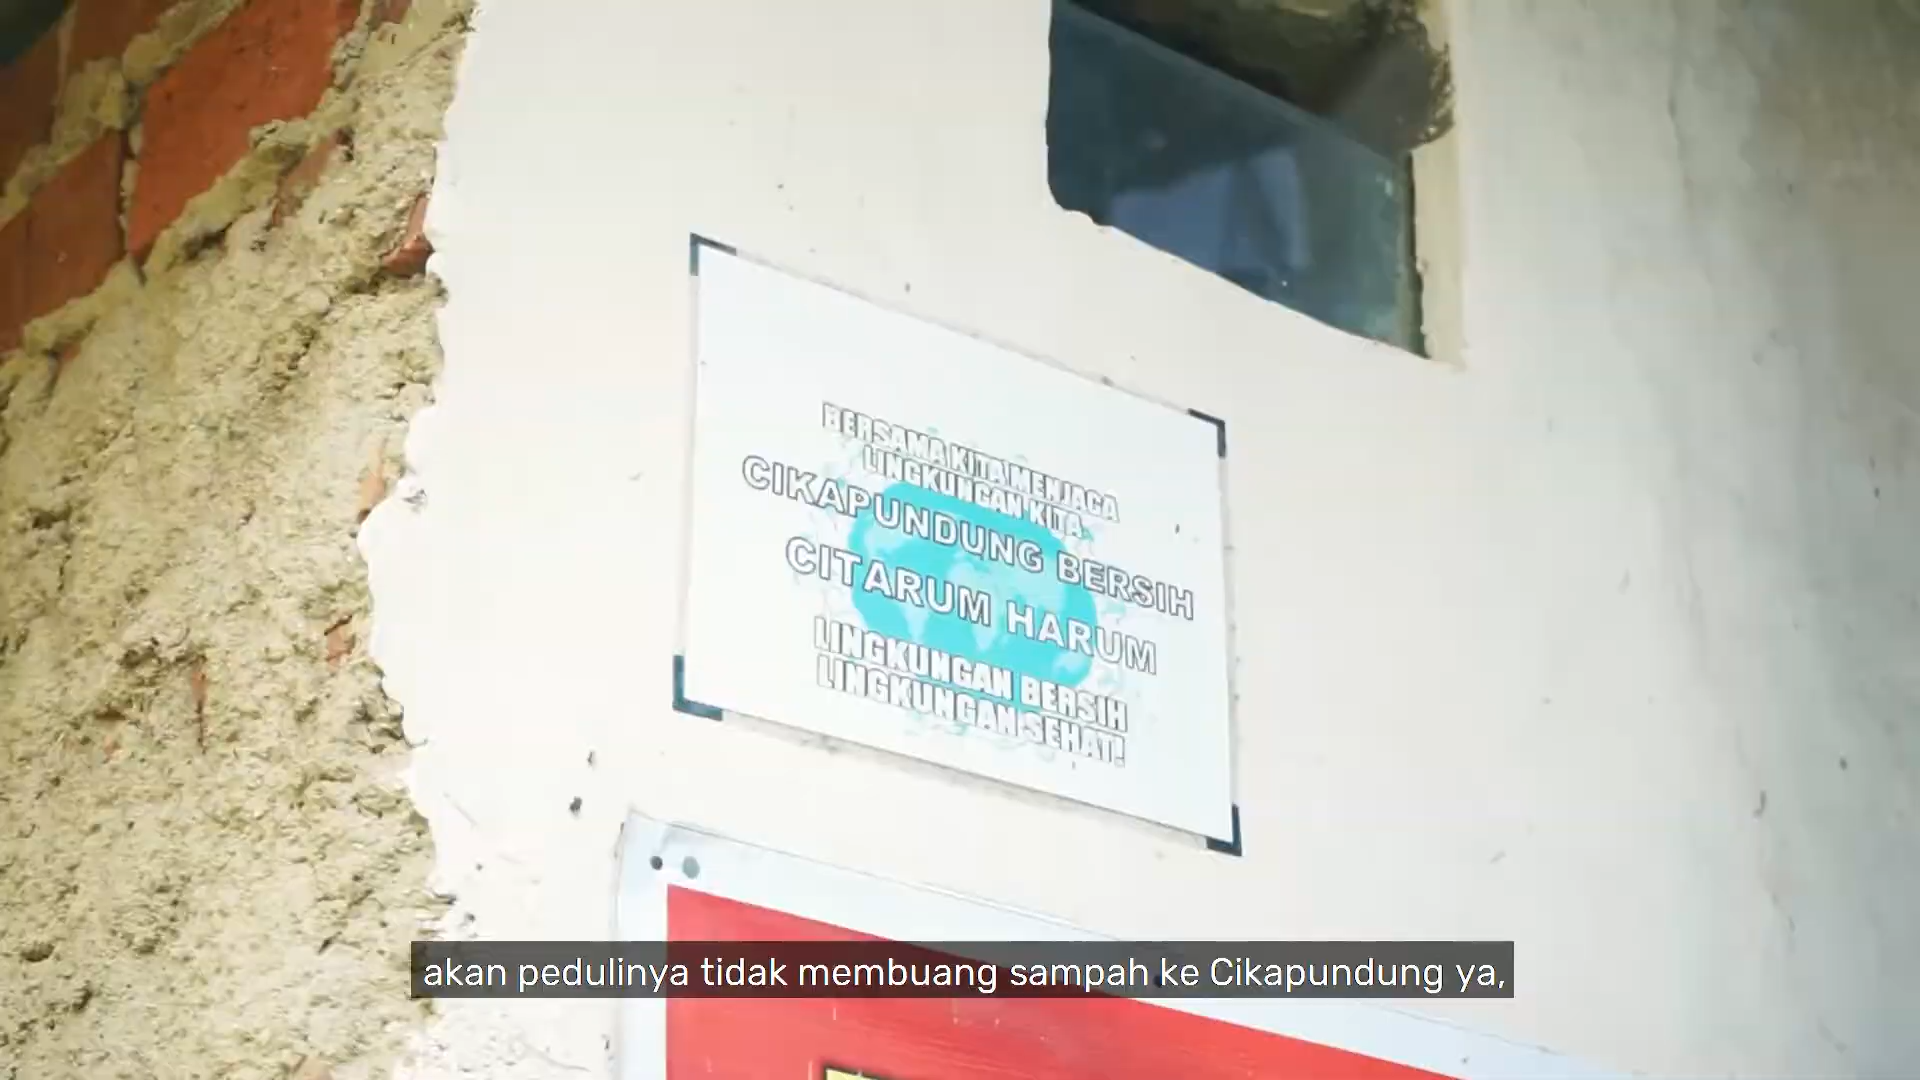 BERSAMA KITA MENJAGA
LINGKUNGAN KITA
CIKAPUNDUNG BERSIH
CITARUM HARUM
LINGKUNGAN BERSIH
LINGKUNGAN SEHAT!
akan pedulinya tidak membuang sampah ke Cikapundung ya,